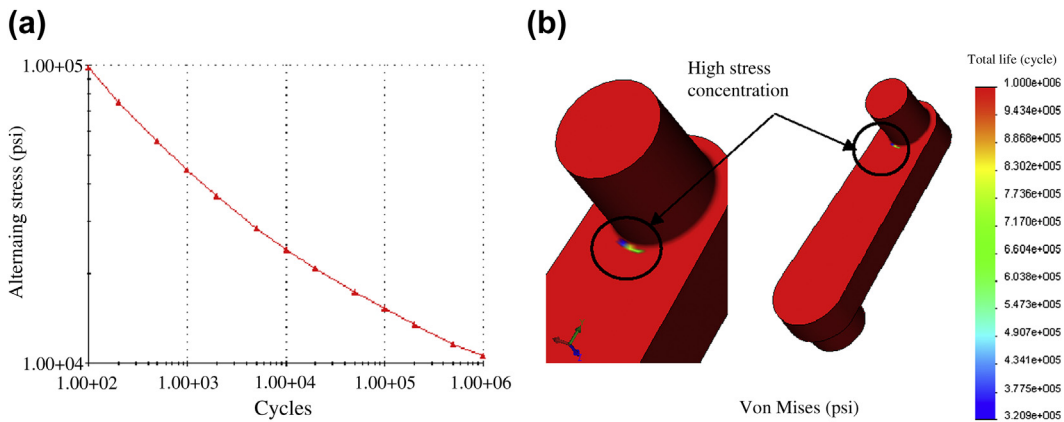 (a)
1.00+05
1.00+04
Alternaing stress (psi)
1.00+02
1.00+03
1.00+04
1.00+05
1.00+06
Cycles
(b)
High stress
concentration
Von Mises (psi)
Total life (cycle)
1.000e+006
9.434e+005
8.868e+005
8.302e+005
7.736e+005
7.170e+005
6.604e+005
6.038e+005
5.473e+005
4.907e+005
4.341e+005
3.775e+005
3.209e+005